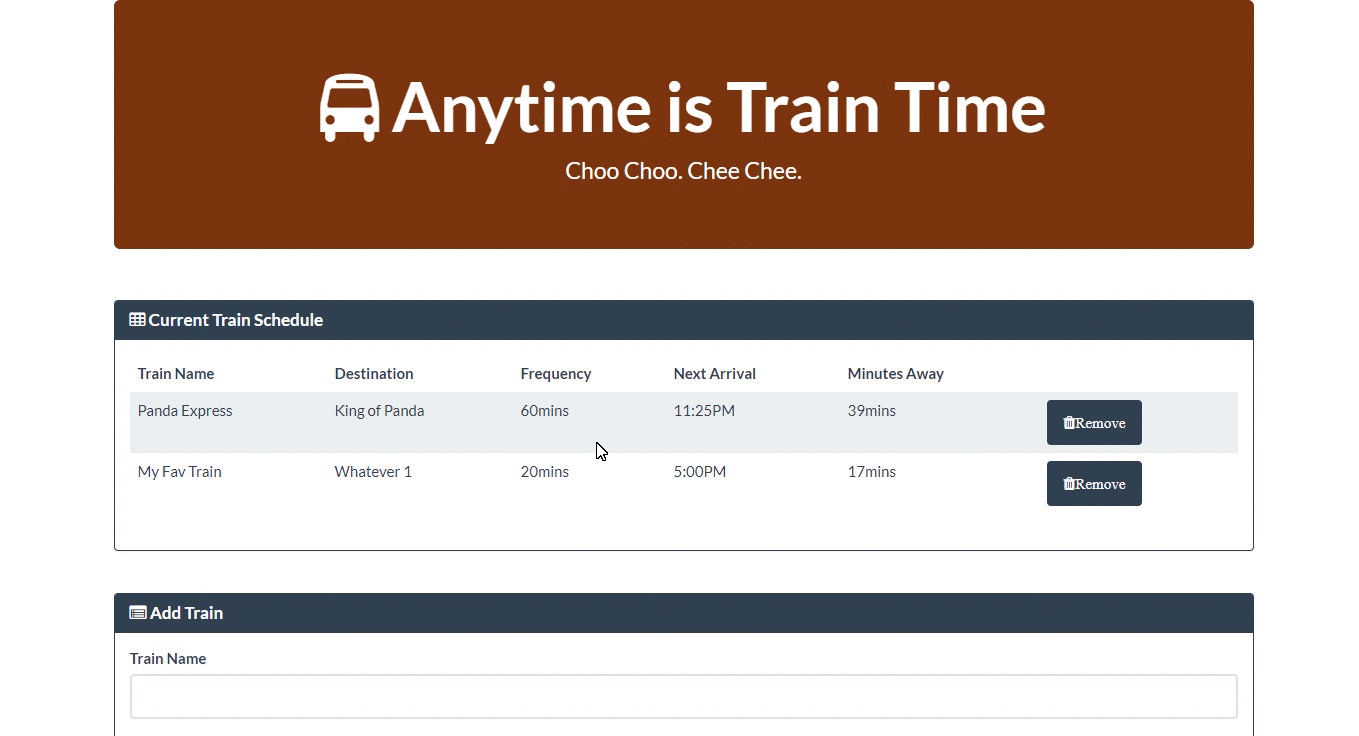 Anytime is Train Time
Choo Choo. Chee Chee.
Current Train Schedule
Train Name Destination Frequency Next Arrival Minutes Away
Panda Express King of Panda 60mins 11:25PM 39mins Remove
My Fav Train Whatever 1 20mins 5:00PM 17mins Remove
Add Train
Train Name